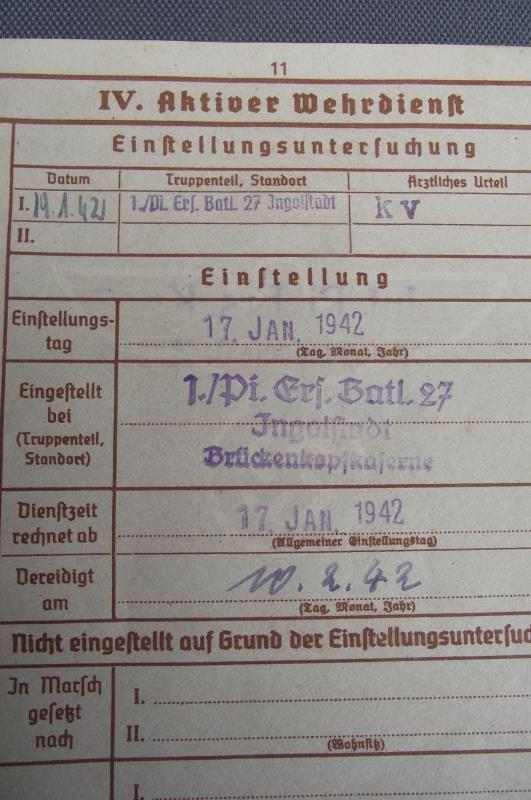 11
IV. Aktiver Wehrdienst
Einstellungsuntersuchung
Datum Truppenteil, Standort Ärztliches Urteil
I. 19.1.42 1./Pi. Ers. Batl. 27 Ingolstadt KV
II.
Einstellung
Einstellungs-
tag
17. JAN. 1942
(Tag, Monat, Jahr)
Eingestellt
bei
(Truppenteil,
Standort)
1./Pi. Ers. Batl. 27
Ingolstadt
Brückenkopfkaserne
Dienstzeit
rechnet ab
17. JAN. 1942
(Allgemeiner Einstellungstag)
Vereidigt
am
10. 2. 42
(Tag, Monat, Jahr)
Nicht eingestellt auf Grund der Einstellungsuntersuc
In Marsch
gesetzt
nach
I.
II.
(Wohnsitz)
I.